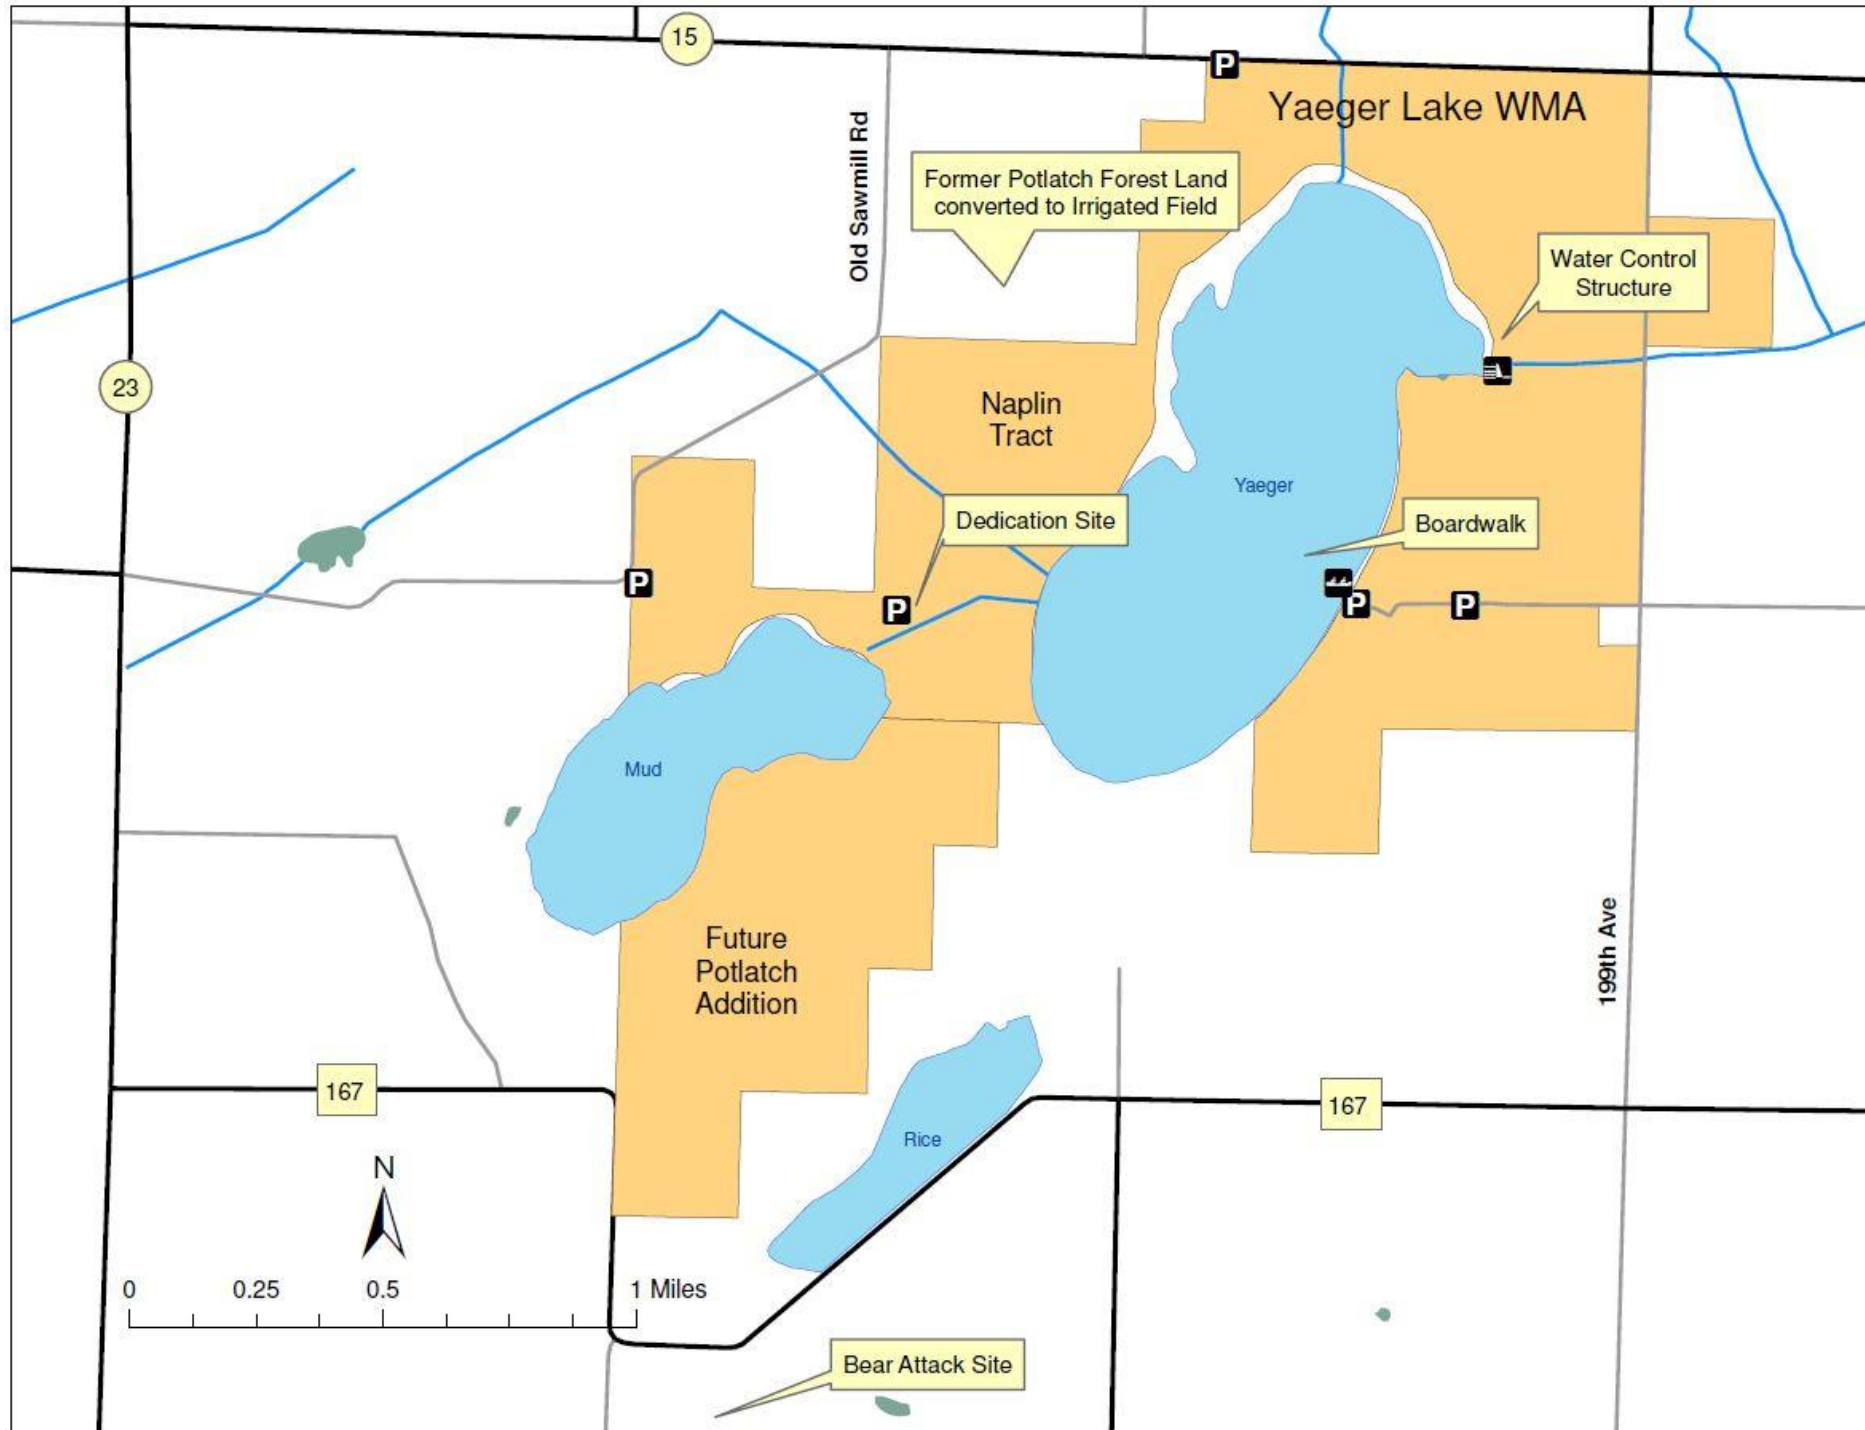 15
P
Yaeger Lake WMA
Old Sawmill Rd
Former Potlatch Forest Land
converted to Irrigated Field
Water Control
Structure
23
Naplin
Tract
Yaeger
Dedication Site
Boardwalk
P
P
P
P
Mud
Future
Potlatch
Addition
199th Ave
167
167
Rice
N
0 0.25 0.5 1 Miles
Bear Attack Site